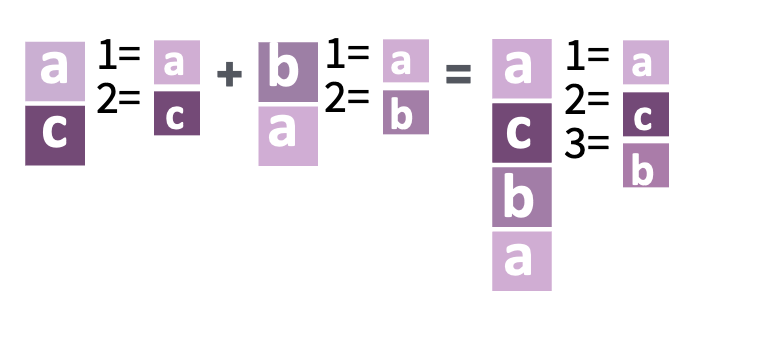 a 1= a + b 1= a = a 1= a
c 2= c a 2= b c 2= c
b 3= b
a